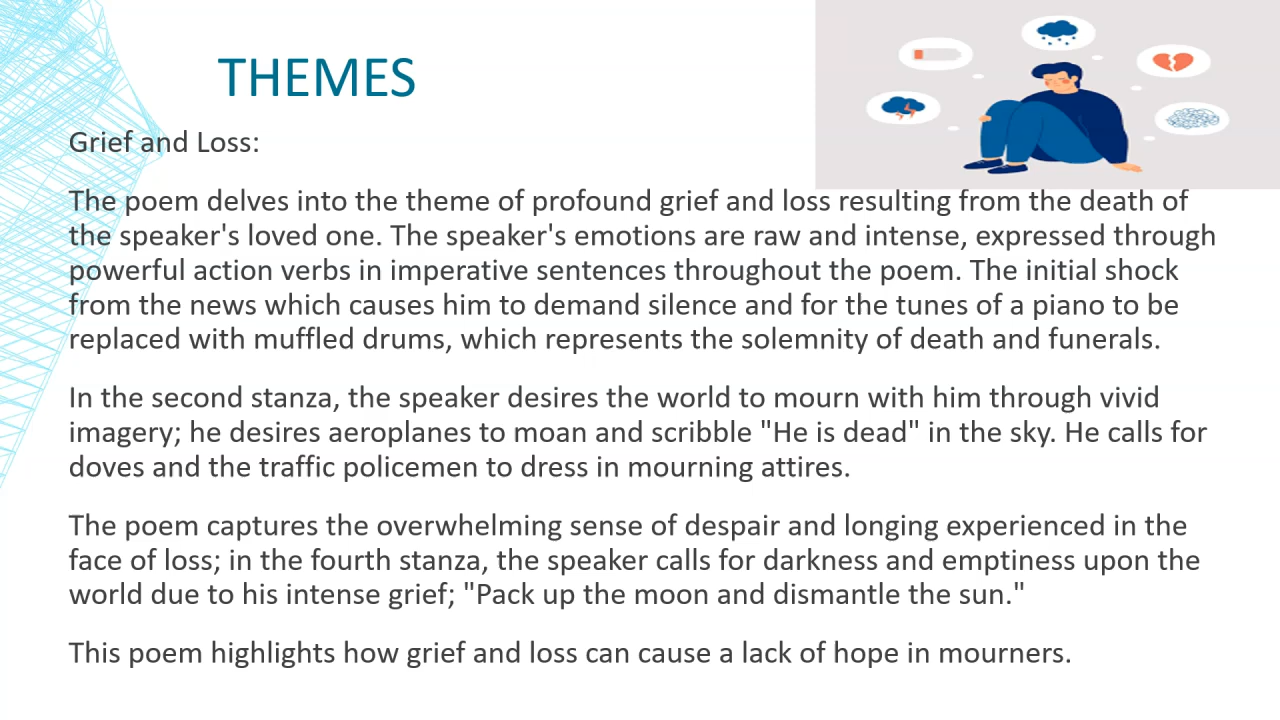 THEMES
Grief and Loss:
The poem delves into the theme of profound grief and loss resulting from the death of
the speaker's loved one. The speaker's emotions are raw and intense, expressed through
powerful action verbs in imperative sentences throughout the poem. The initial shock
from the news which causes him to demand silence and for the tunes of a piano to be
replaced with muffled drums, which represents the solemnity of death and funerals.
In the second stanza, the speaker desires the world to mourn with him through vivid
imagery; he desires aeroplanes to moan and scribble "He is dead" in the sky. He calls for
doves and the traffic policemen to dress in mourning attires.
The poem captures the overwhelming sense of despair and longing experienced in the
face of loss; in the fourth stanza, the speaker calls for darkness and emptiness upon the
world due to his intense grief; "Pack up the moon and dismantle the sun."
This poem highlights how grief and loss can cause a lack of hope in mourners.